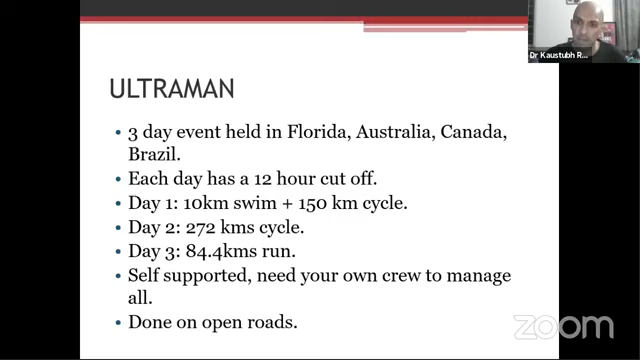 Dr Kaustubh R...
ULTRAMAN
• 3 day event held in Florida, Australia, Canada,
Brazil.
• Each day has a 12 hour cut off.
• Day 1: 10km swim + 150 km cycle.
• Day 2: 272 kms cycle.
• Day 3: 84.4kms run.
• Self supported, need your own crew to manage
all.
• Done on open roads.
zoom